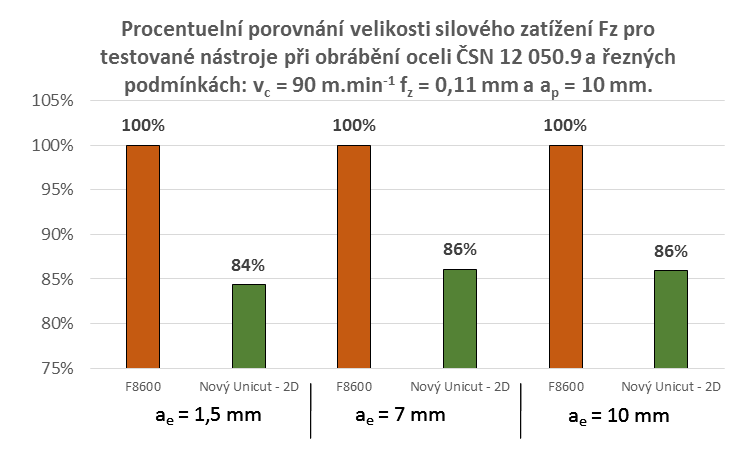 Procentuelní porovnání velikosti silového zatížení Fz pro
testované nástroje při obrábění oceli ČSN 12 050.9 a řezných
podmínkách: vc = 90 m.min-1 fz = 0,11 mm a ap = 10 mm.
105%
100%
95%
90%
85%
80%
75%
100%
84%
100%
86%
100%
86%
F8600
Nový Unicut - 2D
F8600
Nový Unicut - 2D
F8600
Nový Unicut - 2D
ae = 1,5 mm
ae = 7 mm
ae = 10 mm